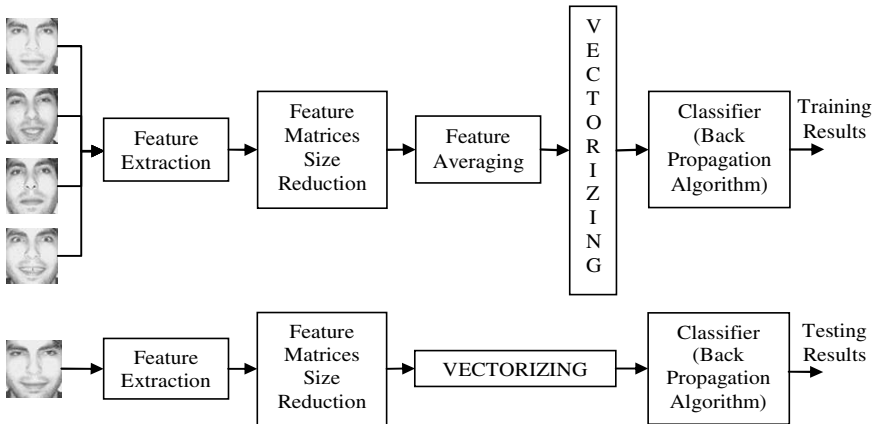 Feature
Extraction
Feature
Matrices
Size
Reduction
Feature
Averaging
V
E
C
T
O
R
I
Z
I
N
G
Classifier
(Back
Propagation
Algorithm)
Training
Results
Feature
Extraction
Feature
Matrices
Size
Reduction
VECTORIZING
Classifier
(Back
Propagation
Algorithm)
Testing
Results